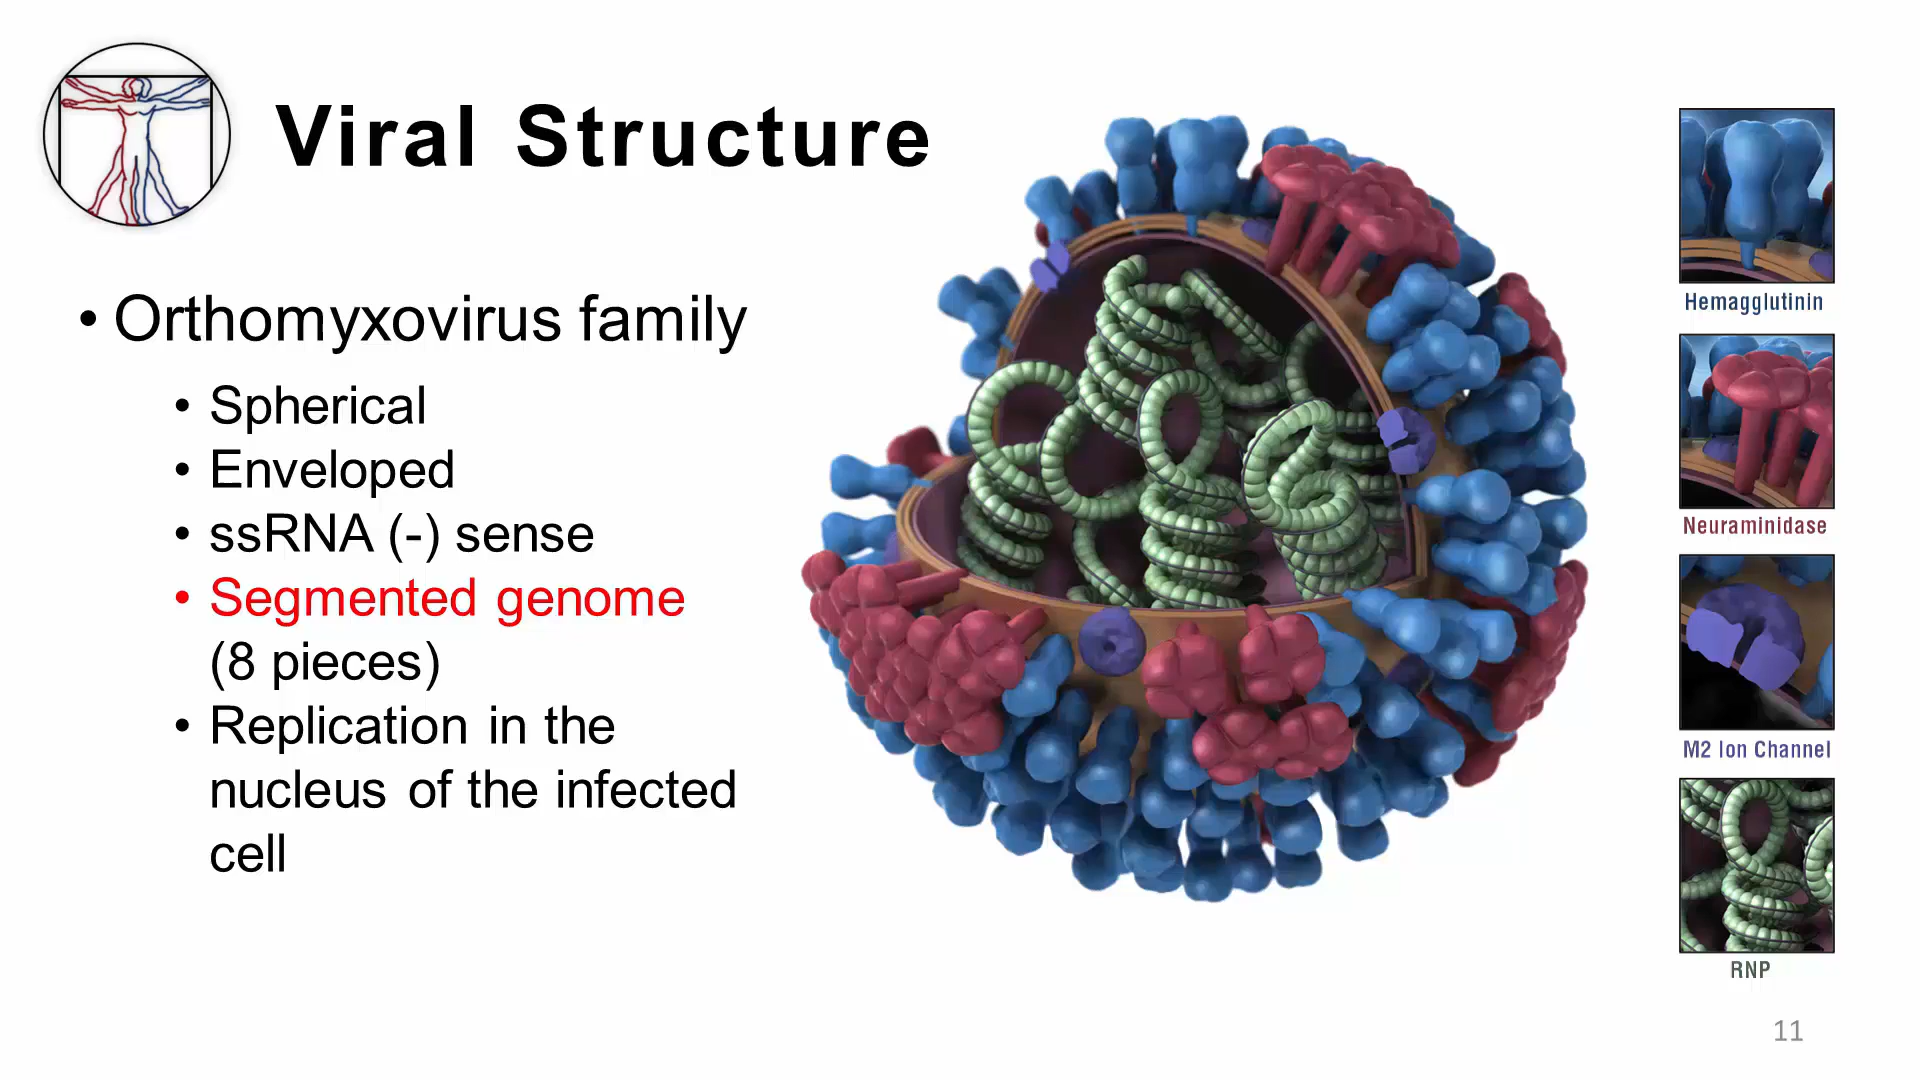 Viral Structure
• Orthomyxovirus family
• Spherical
• Enveloped
• ssRNA (-) sense
• Segmented genome
(8 pieces)
• Replication in the
nucleus of the infected
cell
Hemagglutinin
Neuraminidase
M2 Ion Channel
RNP
11